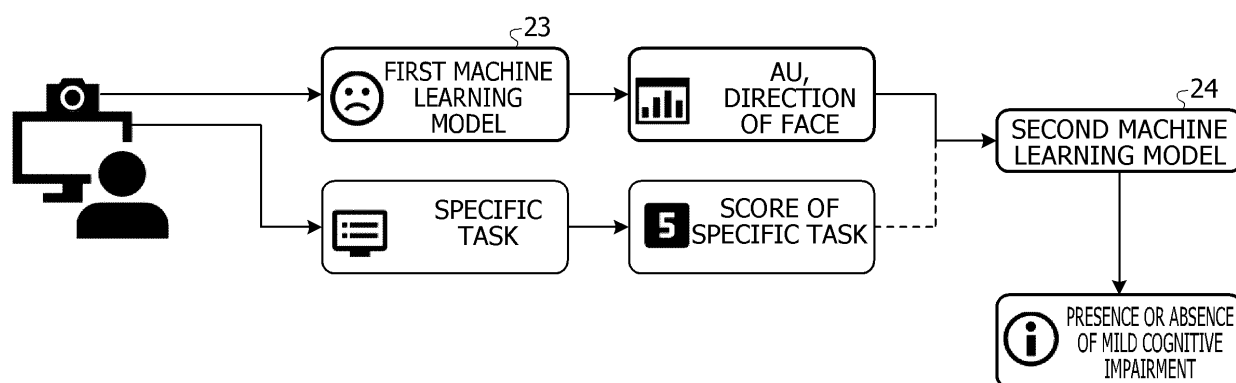 23
FIRST MACHINE
LEARNING
MODEL
AU,
DIRECTION
OF FACE
24
SECOND MACHINE
LEARNING MODEL
SPECIFIC
TASK
5
SCORE OF
SPECIFIC TASK
PRESENCE OR ABSENCE
OF MILD COGNITIVE
IMPAIRMENT